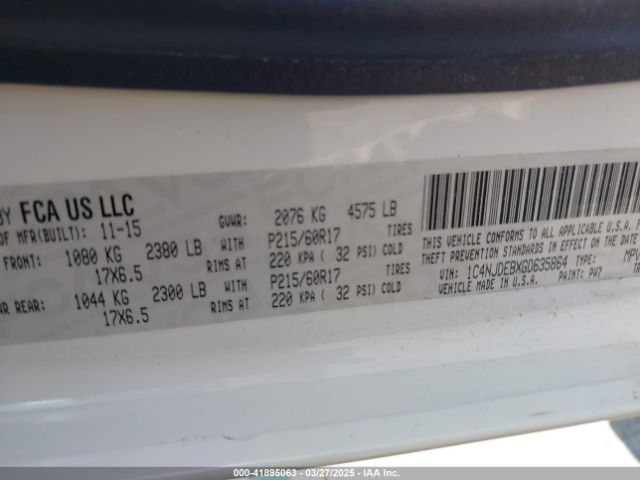 BY FCA US LLC
OF MFR(BUILT): 11-15 GVWR: 2076 KG 4575 LB
FRONT: 1080 KG 2380 LB WITH P215/60R17 TIRES
17X6.5 RIMS AT 220 KPA ( 32 PSI) COLD
REAR: 1044 KG 2300 LB WITH P215/60R17 TIRES
17X6.5 RIMS AT 220 KPA ( 32 PSI) COLD
THIS VEHICLE CONFORMS TO ALL APPLICABLE U.S.A.
THEFT PREVENTION STANDARDS IN EFFECT ON THE
VIN: 1C4NJDEBXGD635864 TYPE: MPV
VEHICLE MADE IN U.S.A. PAINT: PW7
000-41895063 - 03/27/2025 - IAA Inc.